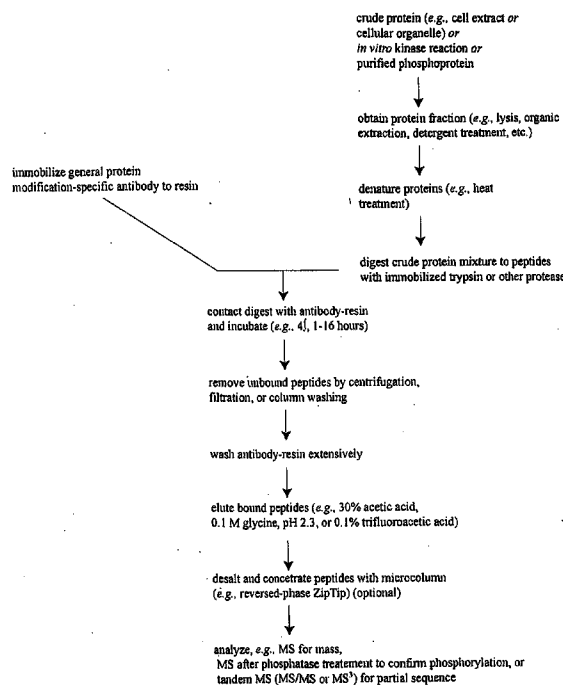 crude protein (e.g., cell extract or
cellular organelle) or
in vitro kinase reaction or
purified phosphoprotein
obtain protein fraction (e.g., lysis, organic
extraction, detergent treatment, etc.)
immobilize general protein
modification-specific antibody to resin
denature proteins (e.g., heat
treatment)
digest crude protein mixture to peptides
with immobilized trypsin or other protease
contact digest with antibody-resin
and incubate (e.g., 4∫, 1-16 hours)
remove unbound peptides by centrifugation,
filtration, or column washing
wash antibody-resin extensively
elute bound peptides (e.g., 30% acetic acid,
0.1 M glycine, pH 2.3, or 0.1% trifluoroacetic acid)
desalt and concetrate peptides with microcolumn
(e.g., reversed-phase ZipTip) (optional)
analyze, e.g., MS for mass,
MS after phosphatase treatement to confirm phosphorylation, or
tandem MS (MS/MS or MS³) for partial sequence